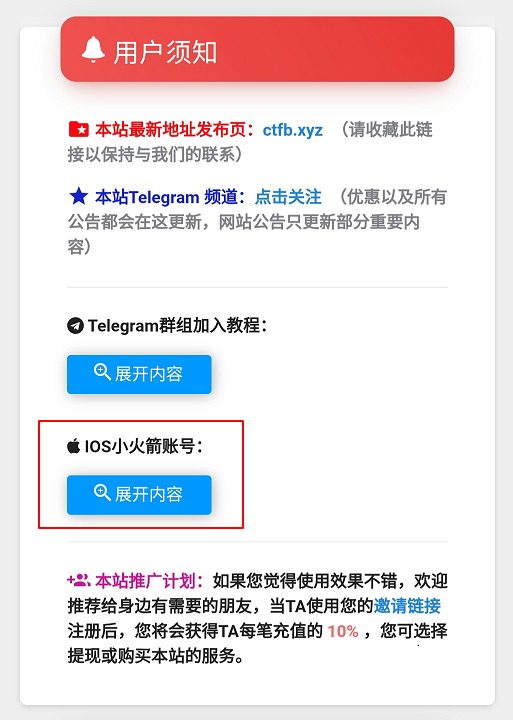 用户须知
本站最新地址发布页：ctfb.xyz （请收藏此链
接以保持与我们的联系）
本站Telegram 频道：点击关注 （优惠以及所有
公告都会在这更新，网站公告只更新部分重要内
容）
Telegram群组加入教程：
展开内容
IOS小火箭账号：
展开内容
本站推广计划：如果您觉得使用效果不错，欢迎
推荐给身边有需要的朋友，当TA使用您的邀请链接
注册后，您将会获得TA每笔充值的 10% ，您可选择
提现或购买本站的服务。